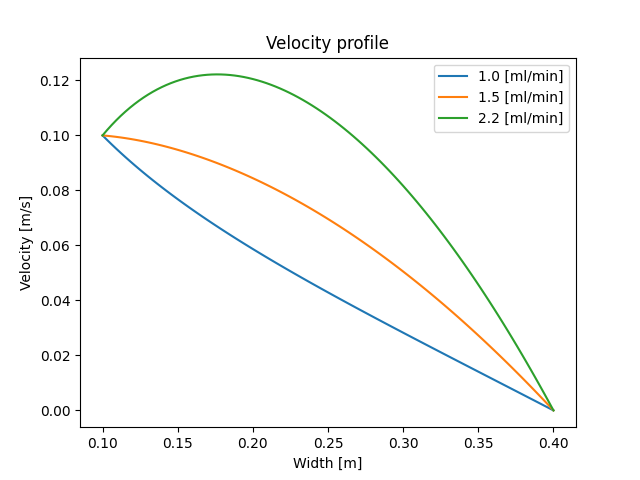 Velocity profile
1.0 [ml/min]
1.5 [ml/min]
2.2 [ml/min]
Velocity [m/s]
0.12
0.10
0.08
0.06
0.04
0.02
0.00
0.10 0.15 0.20 0.25 0.30 0.35 0.40
Width [m]